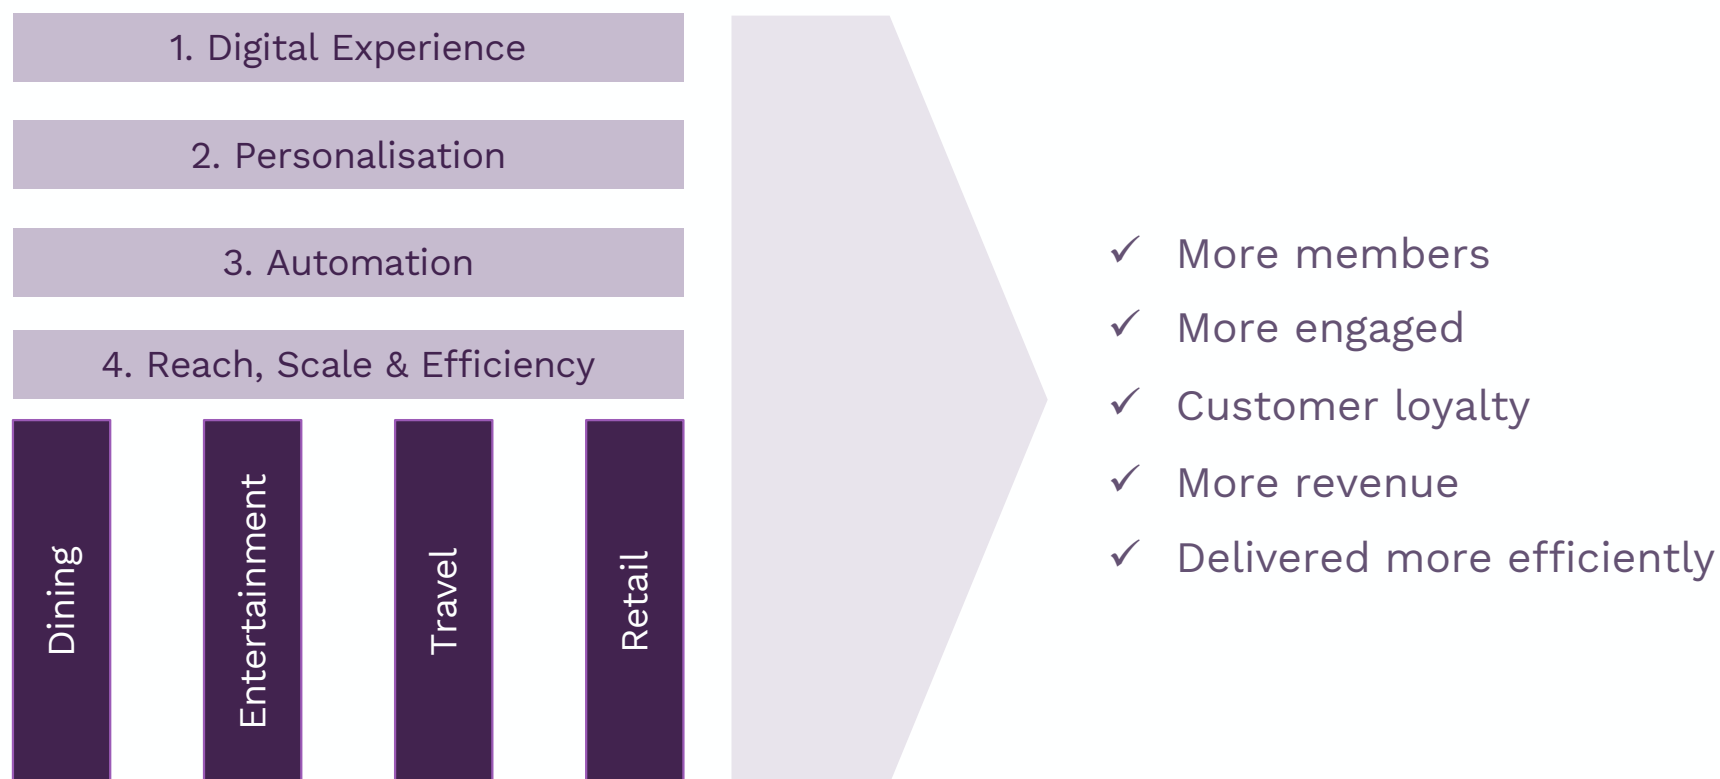 1. Digital Experience
2. Personalisation
3. Automation
4. Reach, Scale & Efficiency
Dining
Entertainment
Travel
Retail
✓ More members
✓ More engaged
✓ Customer loyalty
✓ More revenue
✓ Delivered more efficiently